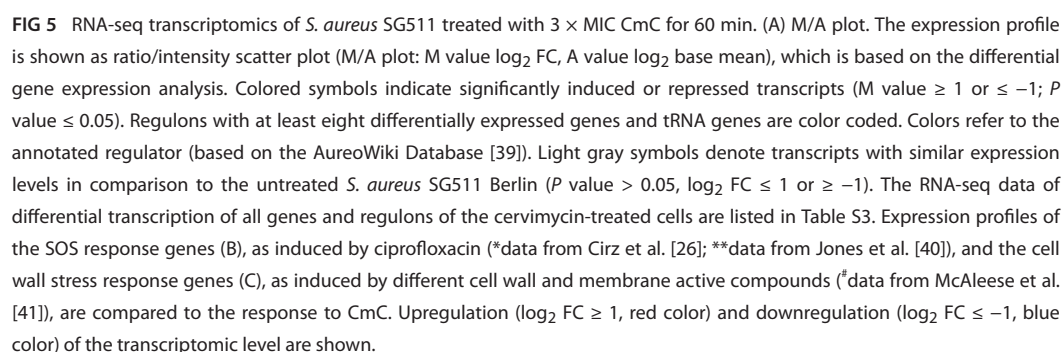 FIG 5 RNA-seq transcriptomics of S. aureus SG511 treated with 3 × MIC CmC for 60 min. (A) M/A plot. The expression profile
is shown as ratio/intensity scatter plot (M/A plot: M value log₂ FC, A value log₂ base mean), which is based on the differential
gene expression analysis. Colored symbols indicate significantly induced or repressed transcripts (M value ≥ 1 or ≤ −1; P
value ≤ 0.05). Regulons with at least eight differentially expressed genes and tRNA genes are color coded. Colors refer to the
annotated regulator (based on the AureoWiki Database [39]). Light gray symbols denote transcripts with similar expression
levels in comparison to the untreated S. aureus SG511 Berlin (P value > 0.05, log₂ FC ≤ 1 or ≥ −1). The RNA-seq data of
differential transcription of all genes and regulons of the cervimycin-treated cells are listed in Table S3. Expression profiles of
the SOS response genes (B), as induced by ciprofloxacin (*data from Cirz et al. [26]; **data from Jones et al. [40]), and the cell
wall stress response genes (C), as induced by different cell wall and membrane active compounds (#data from McAleese et al.
[41]), are compared to the response to CmC. Upregulation (log₂ FC ≥ 1, red color) and downregulation (log₂ FC ≤ −1, blue
color) of the transcriptomic level are shown.